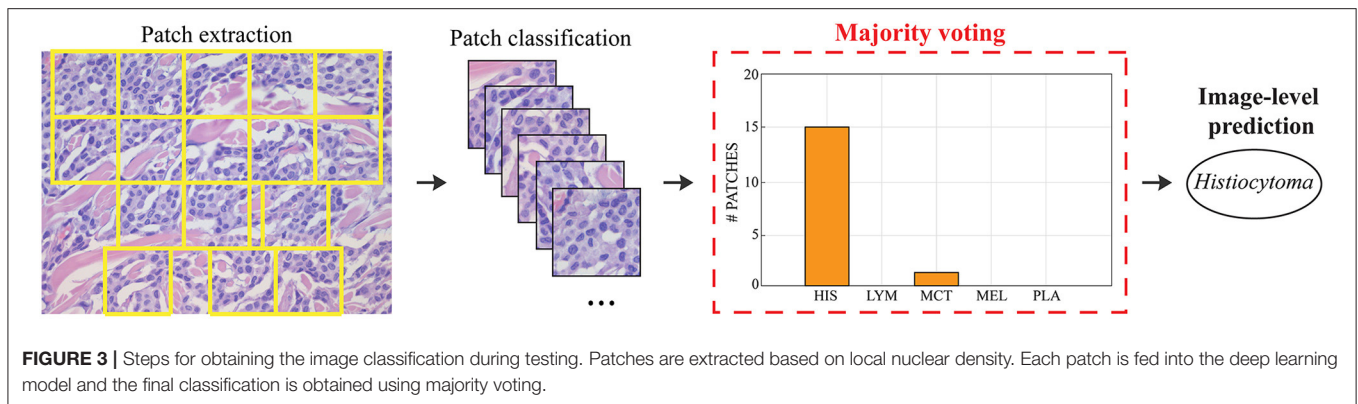 Patch extraction
Patch classification
Majority voting
# PATCHES
20
15
10
5
0
HIS LYM MCT MEL PLA
Image-level
prediction
Histiocytoma
...
FIGURE 3 | Steps for obtaining the image classification during testing. Patches are extracted based on local nuclear density. Each patch is fed into the deep learning
model and the final classification is obtained using majority voting.